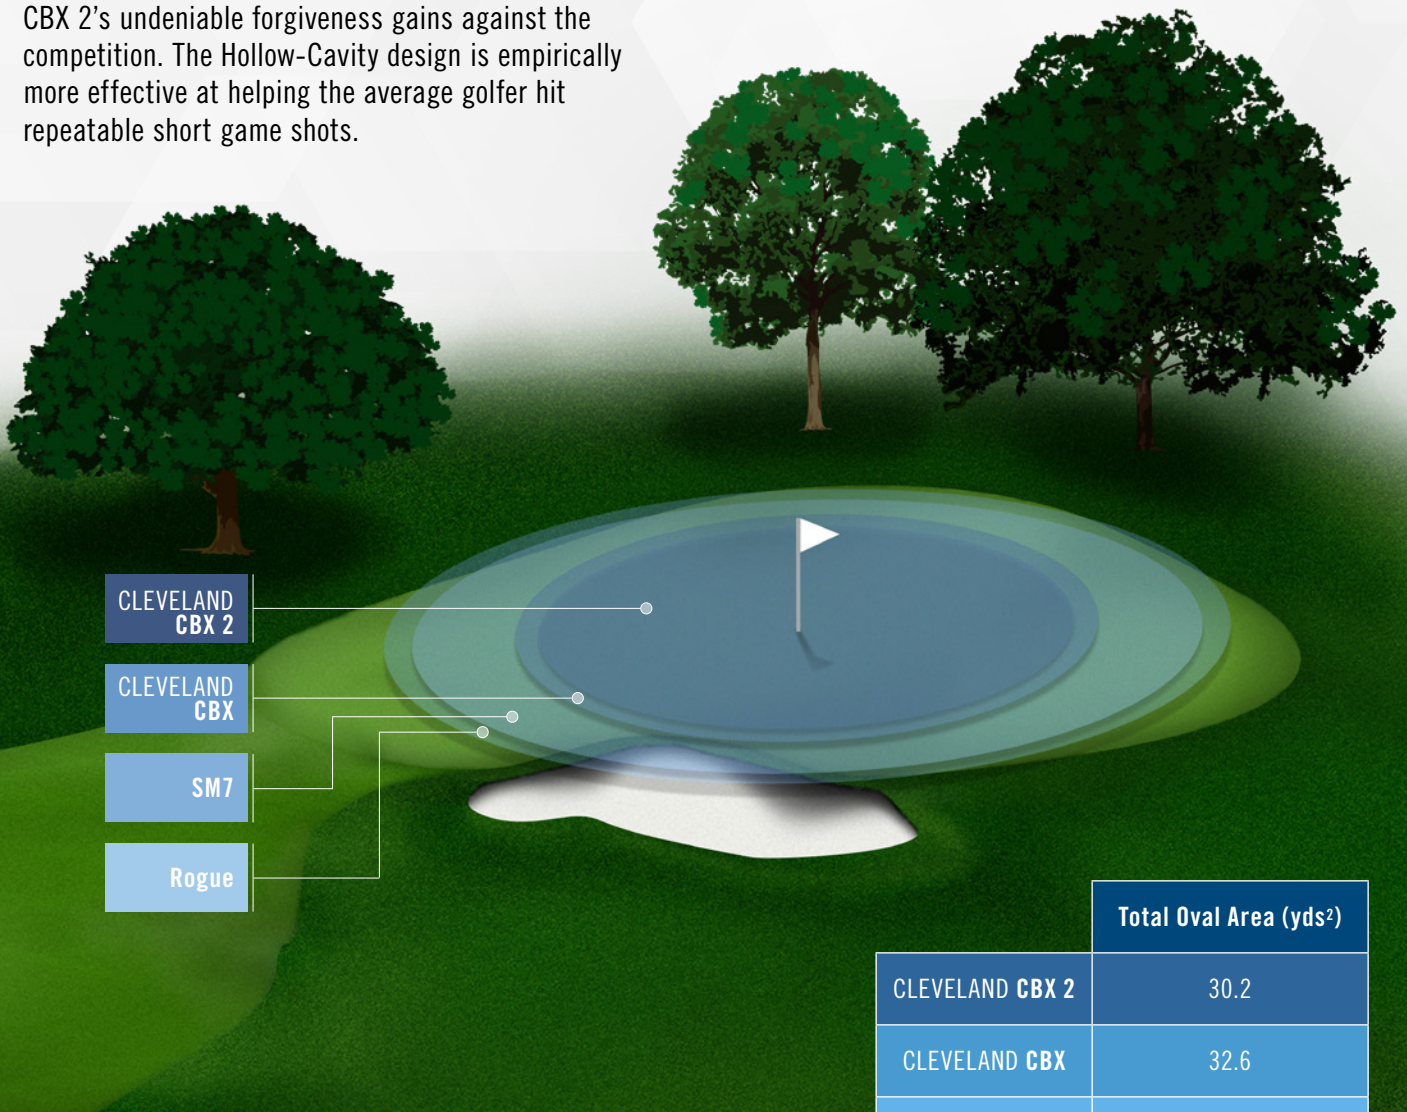 CBX 2’s undeniable forgiveness gains against the
competition. The Hollow-Cavity design is empirically
more effective at helping the average golfer hit
repeatable short game shots.
CLEVELAND
CBX 2
CLEVELAND
CBX
SM7
Rogue
Total Oval Area (yds²)
CLEVELAND CBX 2 30.2
CLEVELAND CBX 32.6